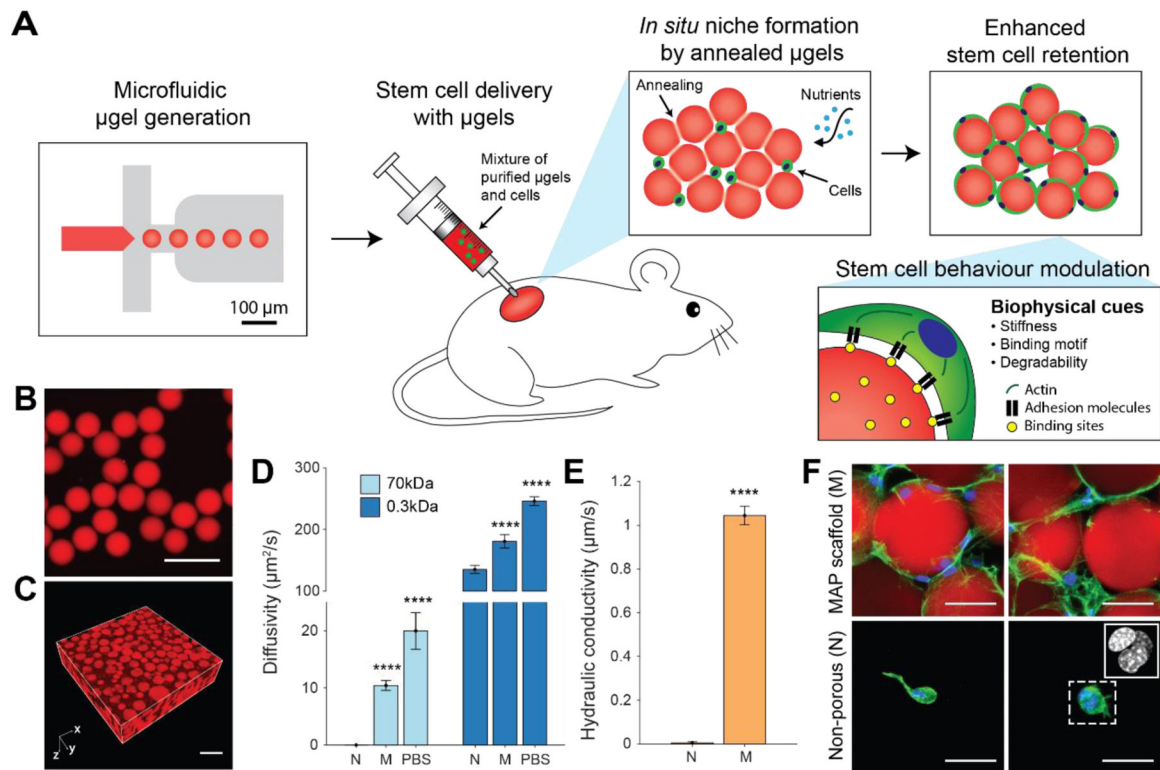 A
Microfluidic
µgel generation
100 µm
Stem cell delivery
with µgels
Mixture of
purified µgels
and cells
In situ niche formation
by annealed µgels
Annealing
Nutrients
Cells
Enhanced
stem cell retention
Stem cell behaviour modulation
Biophysical cues
• Stiffness
• Binding motif
• Degradability
Actin
Adhesion molecules
Binding sites
B
C
x
y
z
D
Diffusivity (µm²/s)
300
200
100
20
10
0
70kDa
0.3kDa
****
****
****
****
N
M
PBS
N
M
PBS
E
Hydraulic conductivity (µm/s)
1.2
1
0.8
0.6
0.4
0.2
0
****
N
M
F
MAP scaffold (M)
Non-porous (N)